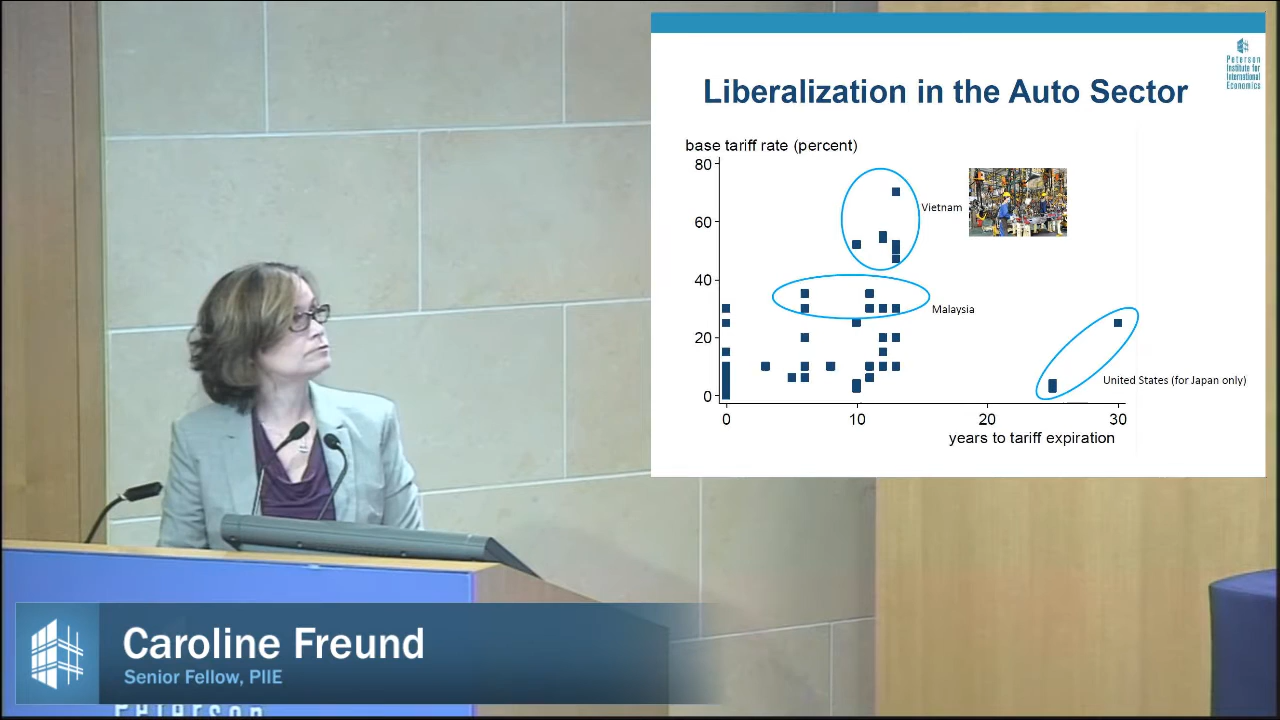 Peterson
Institute for
International
Economics
Liberalization in the Auto Sector
base tariff rate (percent)
80
60
40
20
0
Vietnam
Malaysia
United States (for Japan only)
0 10 20 30
years to tariff expiration
Caroline Freund
Senior Fellow, PIIE
Peterson